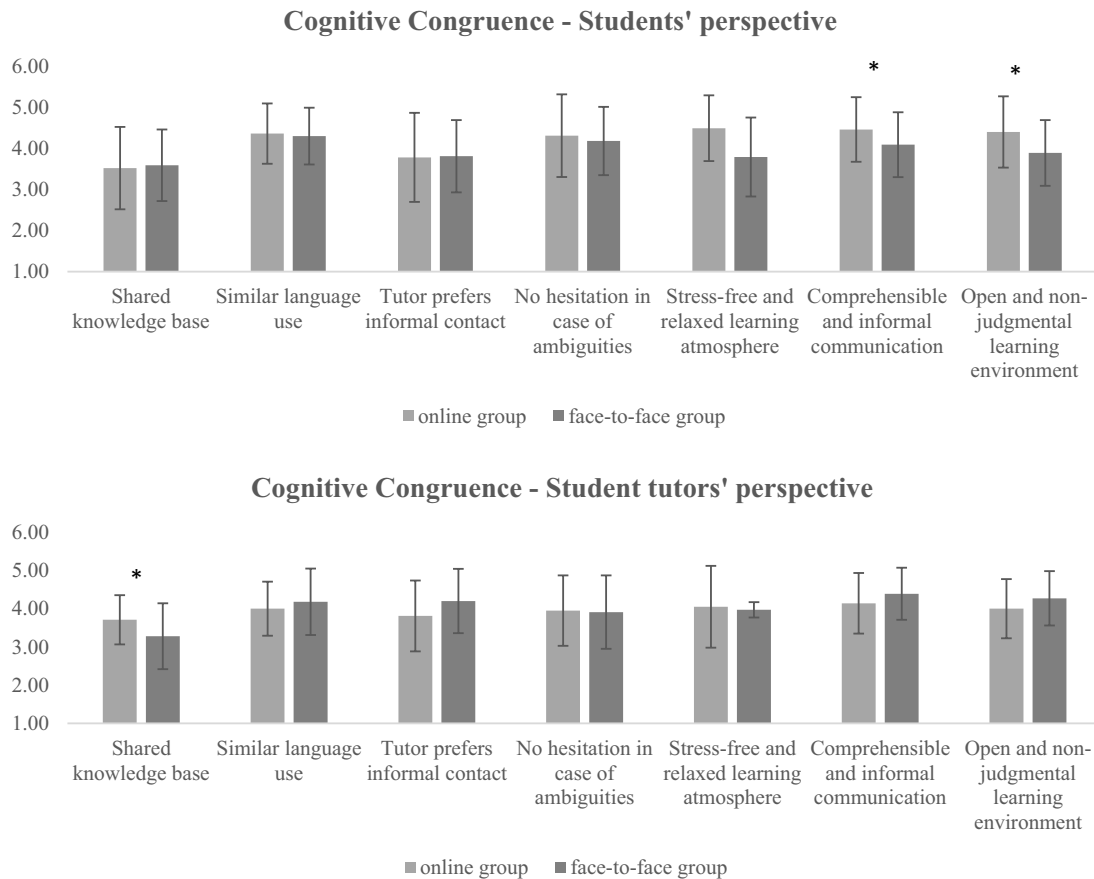 Cognitive Congruence - Students' perspective
6.00
*
*
5.00
4.00
3.00
2.00
1.00
Shared
knowledge base
Similar language
use
Tutor prefers
informal contact
No hesitation in
case of
ambiguities
Stress-free and
relaxed learning
atmosphere
Comprehensible
and informal
communication
Open and non-
judgmental
learning
environment
online group
face-to-face group
Cognitive Congruence - Student tutors' perspective
6.00
5.00
*
4.00
3.00
2.00
1.00
Shared
knowledge base
Similar language
use
Tutor prefers
informal contact
No hesitation in
case of
ambiguities
Stress-free and
relaxed learning
atmosphere
Comprehensible
and informal
communication
Open and non-
judgmental
learning
environment
online group
face-to-face group